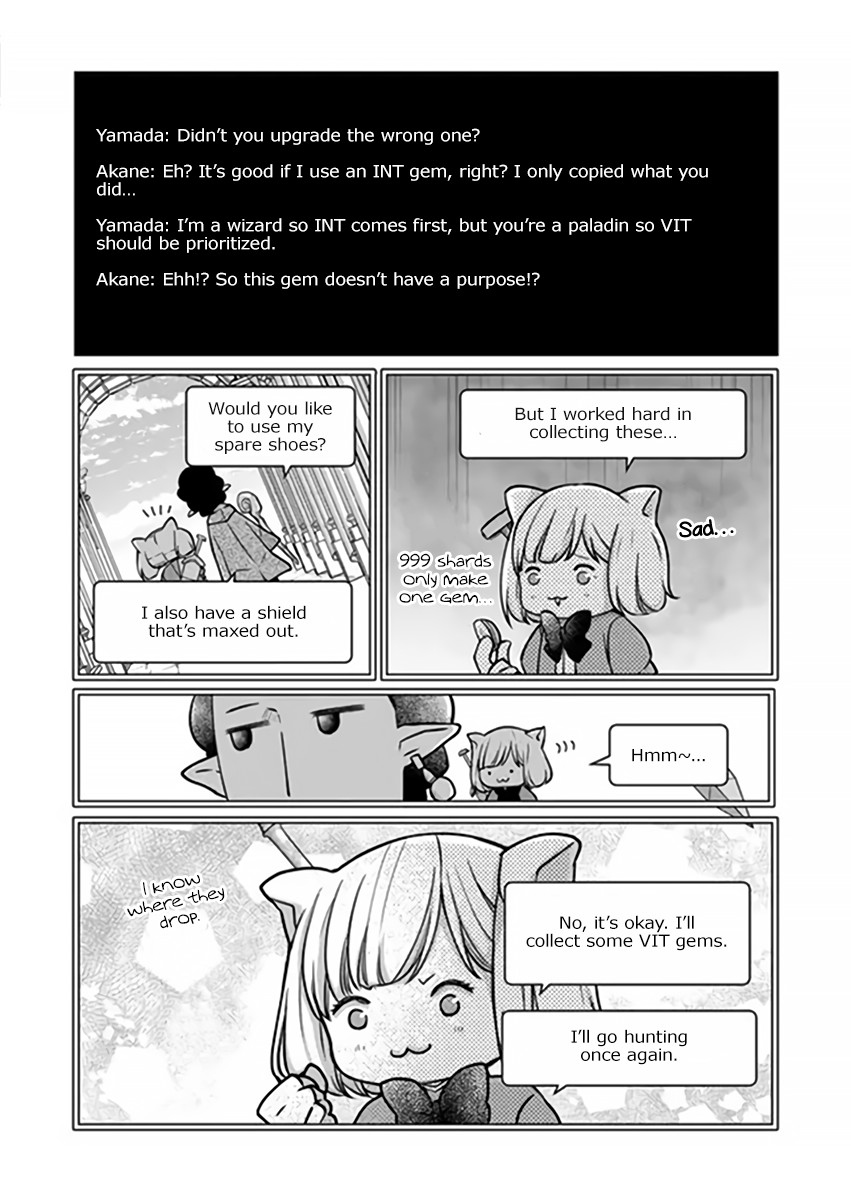 Yamada: Didn't you upgrade the wrong one?
Akane: Eh? It's good if I use an INT gem, right? I only copied what you
did...
Yamada: I'm a wizard so INT comes first, but you're a paladin so VIT
should be prioritized.
Akane: Ehh!? So this gem doesn't have a purpose!?
But I worked hard in
collecting these...
Sad...
999 shards
only make
one gem...
Would you like
to use my
spare shoes?
I also have a shield
that's maxed out.
Hmm~...
I know
where they
drop.
No, it's okay. I'll
collect some VIT gems.
I'll go hunting
once again.